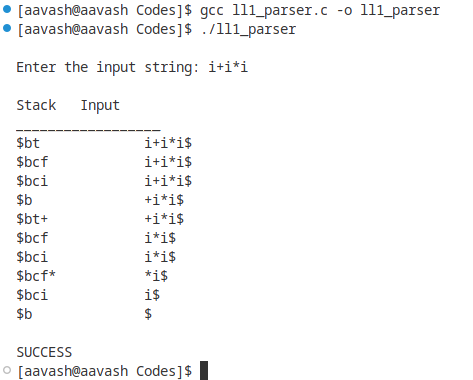 [aavash@aavash Codes]$ gcc ll1_parser.c -o ll1_parser
[aavash@aavash Codes]$ ./ll1_parser
Enter the input string: i+i*i
Stack   Input
__________________
$bt             i+i*i$
$bcf            i+i*i$
$bci            i+i*i$
$b              +i*i$
$bt+            +i*i$
$bcf            i*i$
$bci            i*i$
$bcf*           *i$
$bci            i$
$b              $
SUCCESS
[aavash@aavash Codes]$